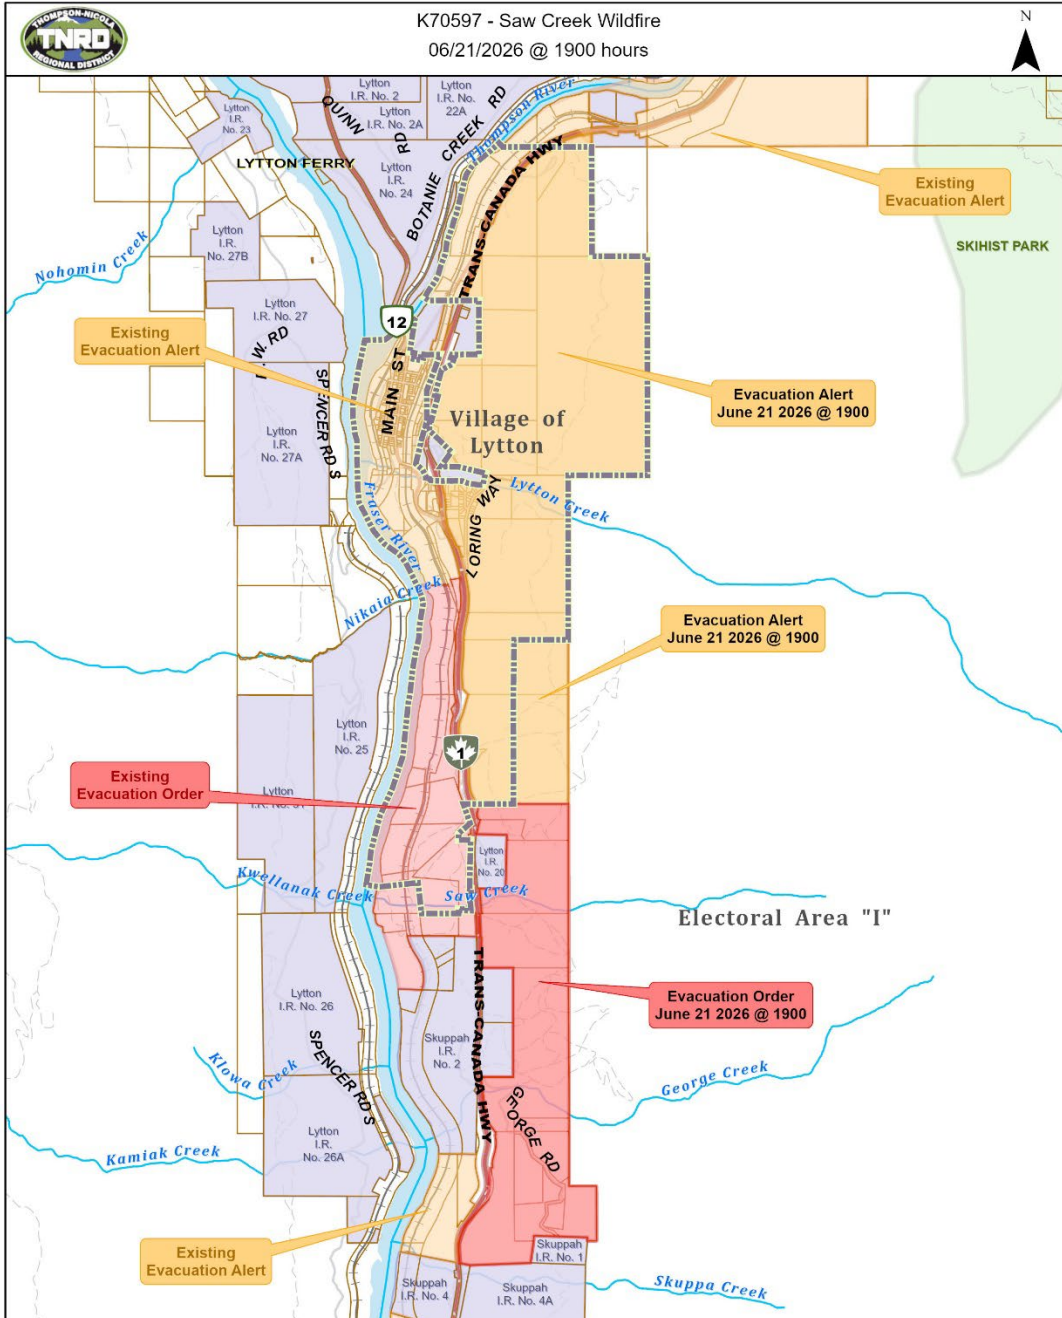 THOMPSON-NICOLA
TNRD
REGIONAL DISTRICT
K70597 - Saw Creek Wildfire
06/21/2026 @ 1900 hours
N
Lytton
I.R. No. 2
Lytton
I.R. No.
22A
Lytton
I.R.
No. 23
QUINN
RD
Lytton
I.R. No. 2A
BOTANIE CREEK RD
Thompson River
LYTTON FERRY
Lytton
I.R.
No. 24
TRANS-CANADA HWY
Existing
Evacuation Alert
SKIHIST PARK
Lytton
I.R.
No. 27B
Nohomin Creek
Lytton
I.R. No. 27
W. RD
12
Existing
Evacuation Alert
MAIN ST
SPENCER RD S
Evacuation Alert
June 21 2026 @ 1900
Village of
Lytton
Lytton
I.R.
No. 27A
Fraser River
LORING WAY
Lytton Creek
Nikaia Creek
Evacuation Alert
June 21 2026 @ 1900
Lytton
I.R.
No. 25
1
Existing
Evacuation Order
Lytton
Lytton
I.R.
No. 20
Kwellanak Creek
Saw Creek
Electoral Area "I"
TRANS-CANADA HWY
Lytton
I.R. No. 26
Evacuation Order
June 21 2026 @ 1900
SPENCER RD S
Skuppah
I.R.
No. 2
Klowa Creek
George Creek
GEORGE RD
Kamiak Creek
Lytton
I.R.
No. 26A
Existing
Evacuation Alert
Skuppah
I.R. No. 1
Skuppah
I.R. No. 4
Skuppah
I.R. No. 4A
Skuppa Creek